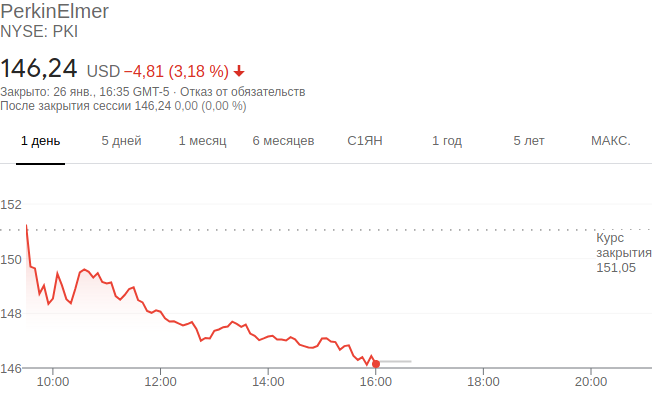 PerkinElmer
NYSE: PKI
146,24 USD −4,81 (3,18 %)
Закрыто: 26 янв., 16:35 GMT-5 · Отказ от обязательств
После закрытия сессии 146,24 0,00 (0,00 %)
1 день 5 дней 1 месяц 6 месяцев С1ЯН 1 год 5 лет МАКС.
152
Курс
закрытия
151,05
150
148
146
10:00 12:00 14:00 16:00 18:00 20:00